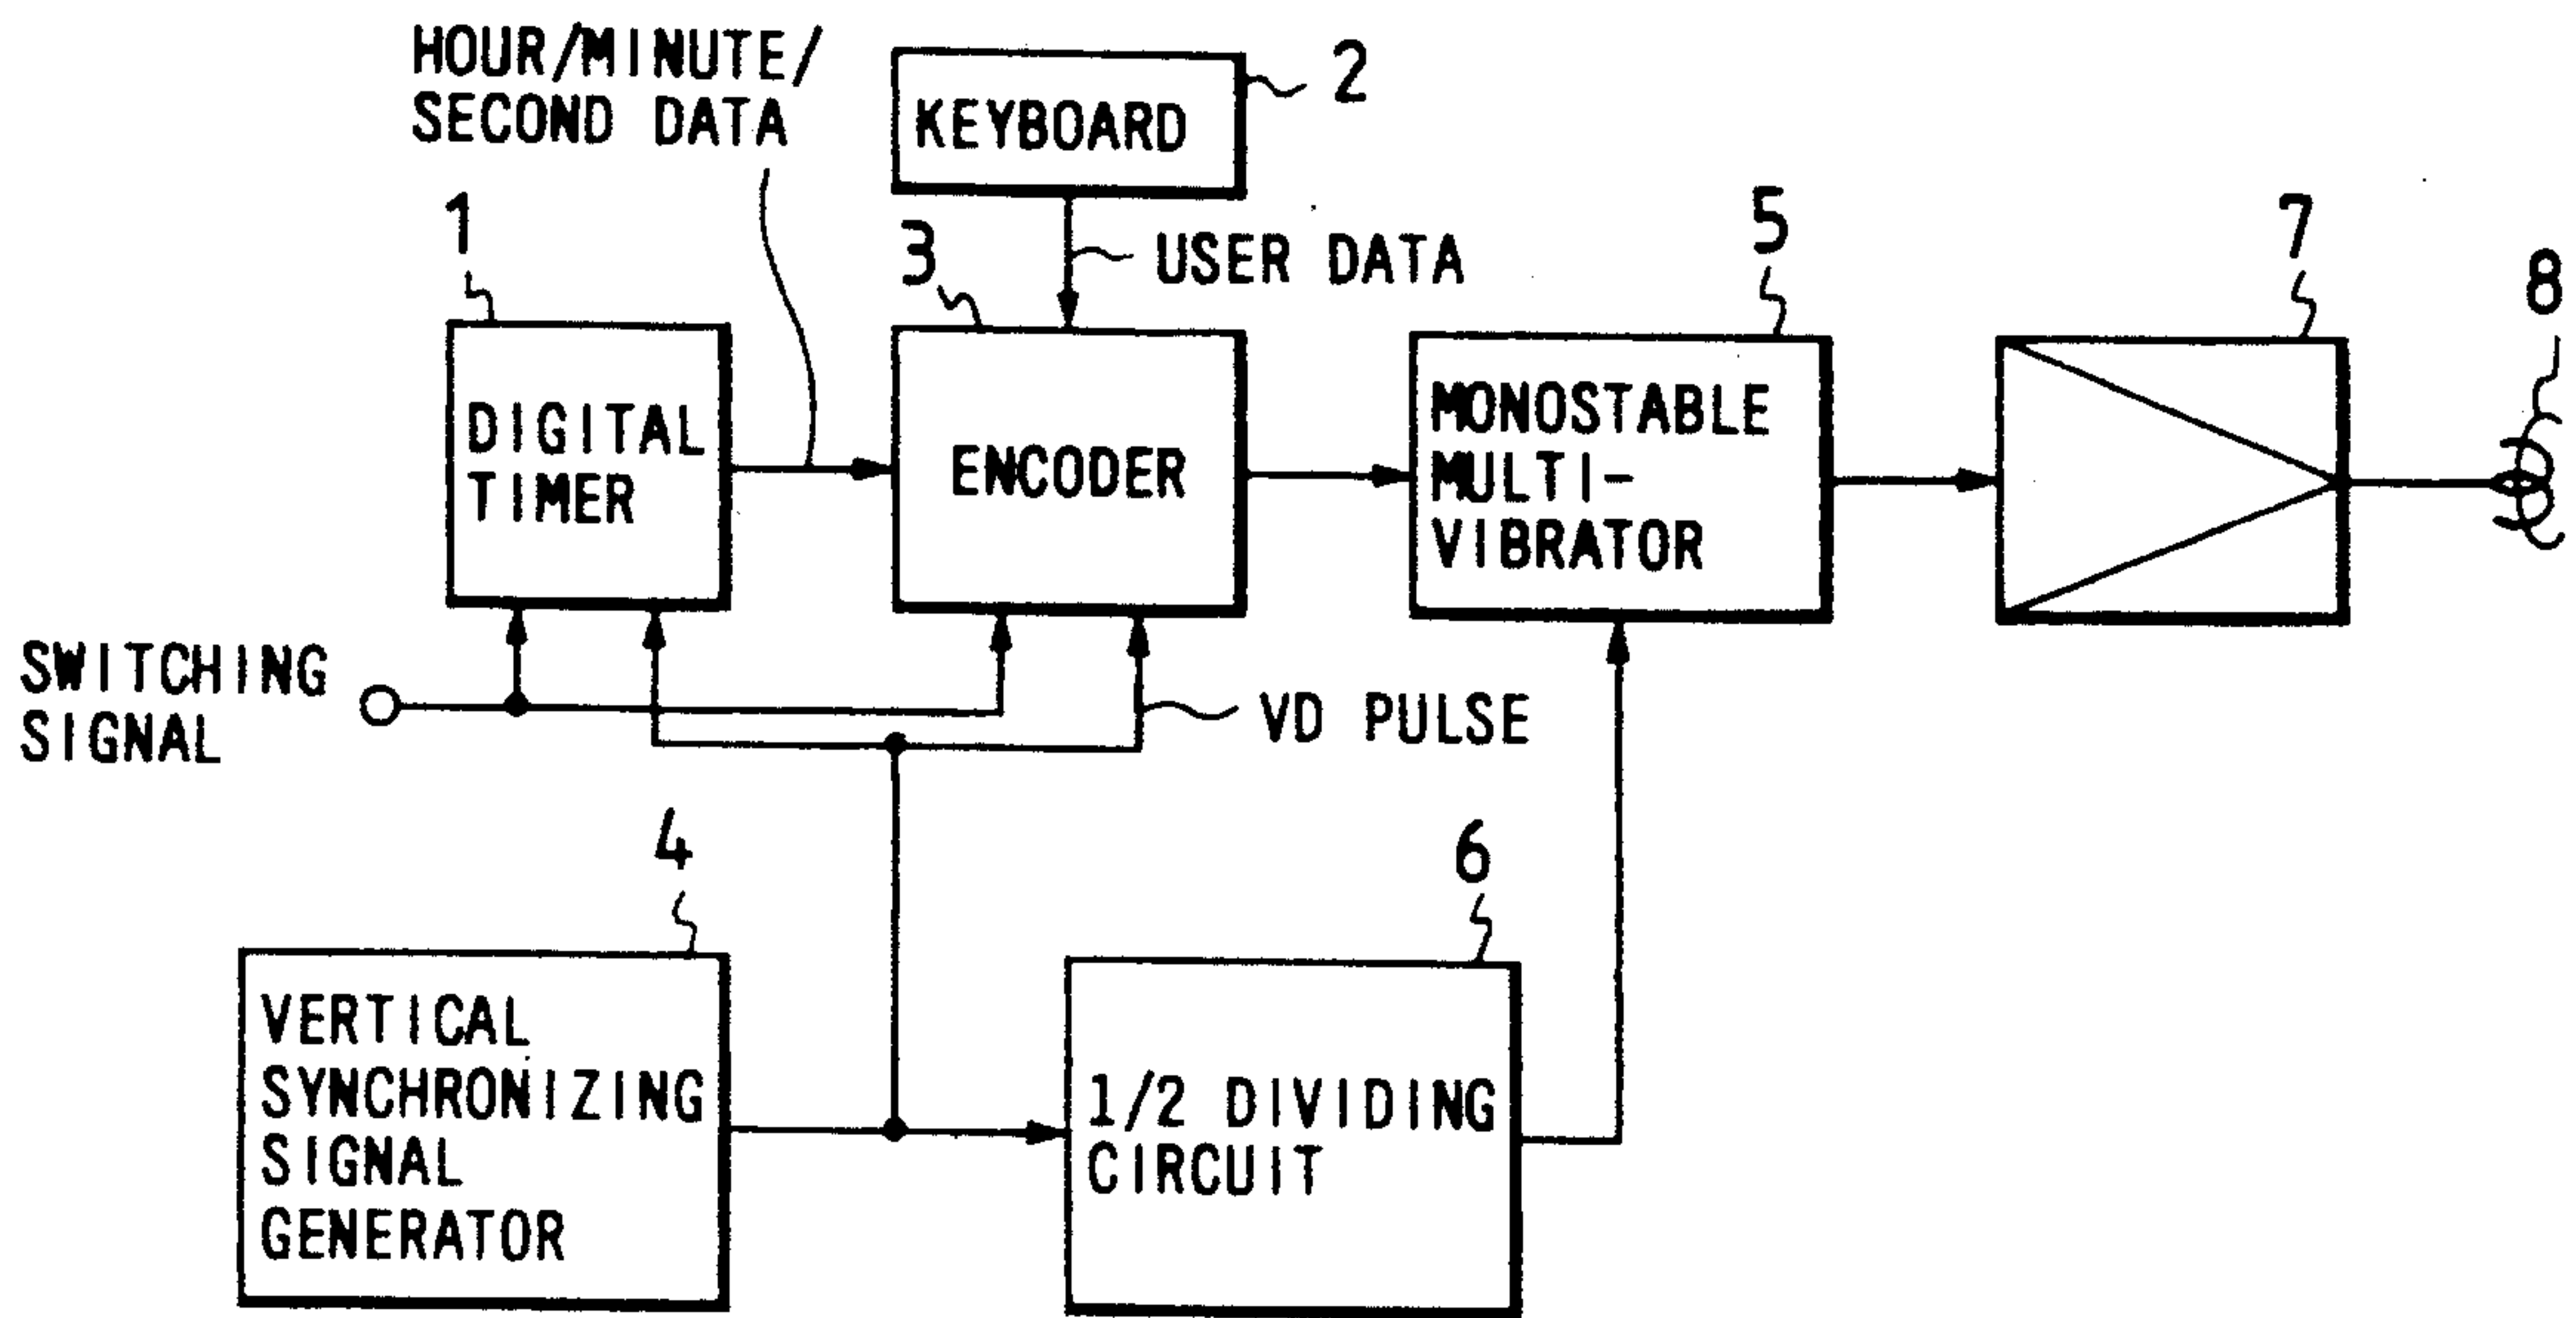 HOUR/MINUTE/
SECOND DATA
KEYBOARD
2
1
3
USER DATA
5
7
8
DIGITAL
TIMER
ENCODER
MONOSTABLE
MULTI-
VIBRATOR
SWITCHING
SIGNAL
VD PULSE
4
6
VERTICAL
SYNCHRONIZING
SIGNAL
GENERATOR
1/2 DIVIDING
CIRCUIT